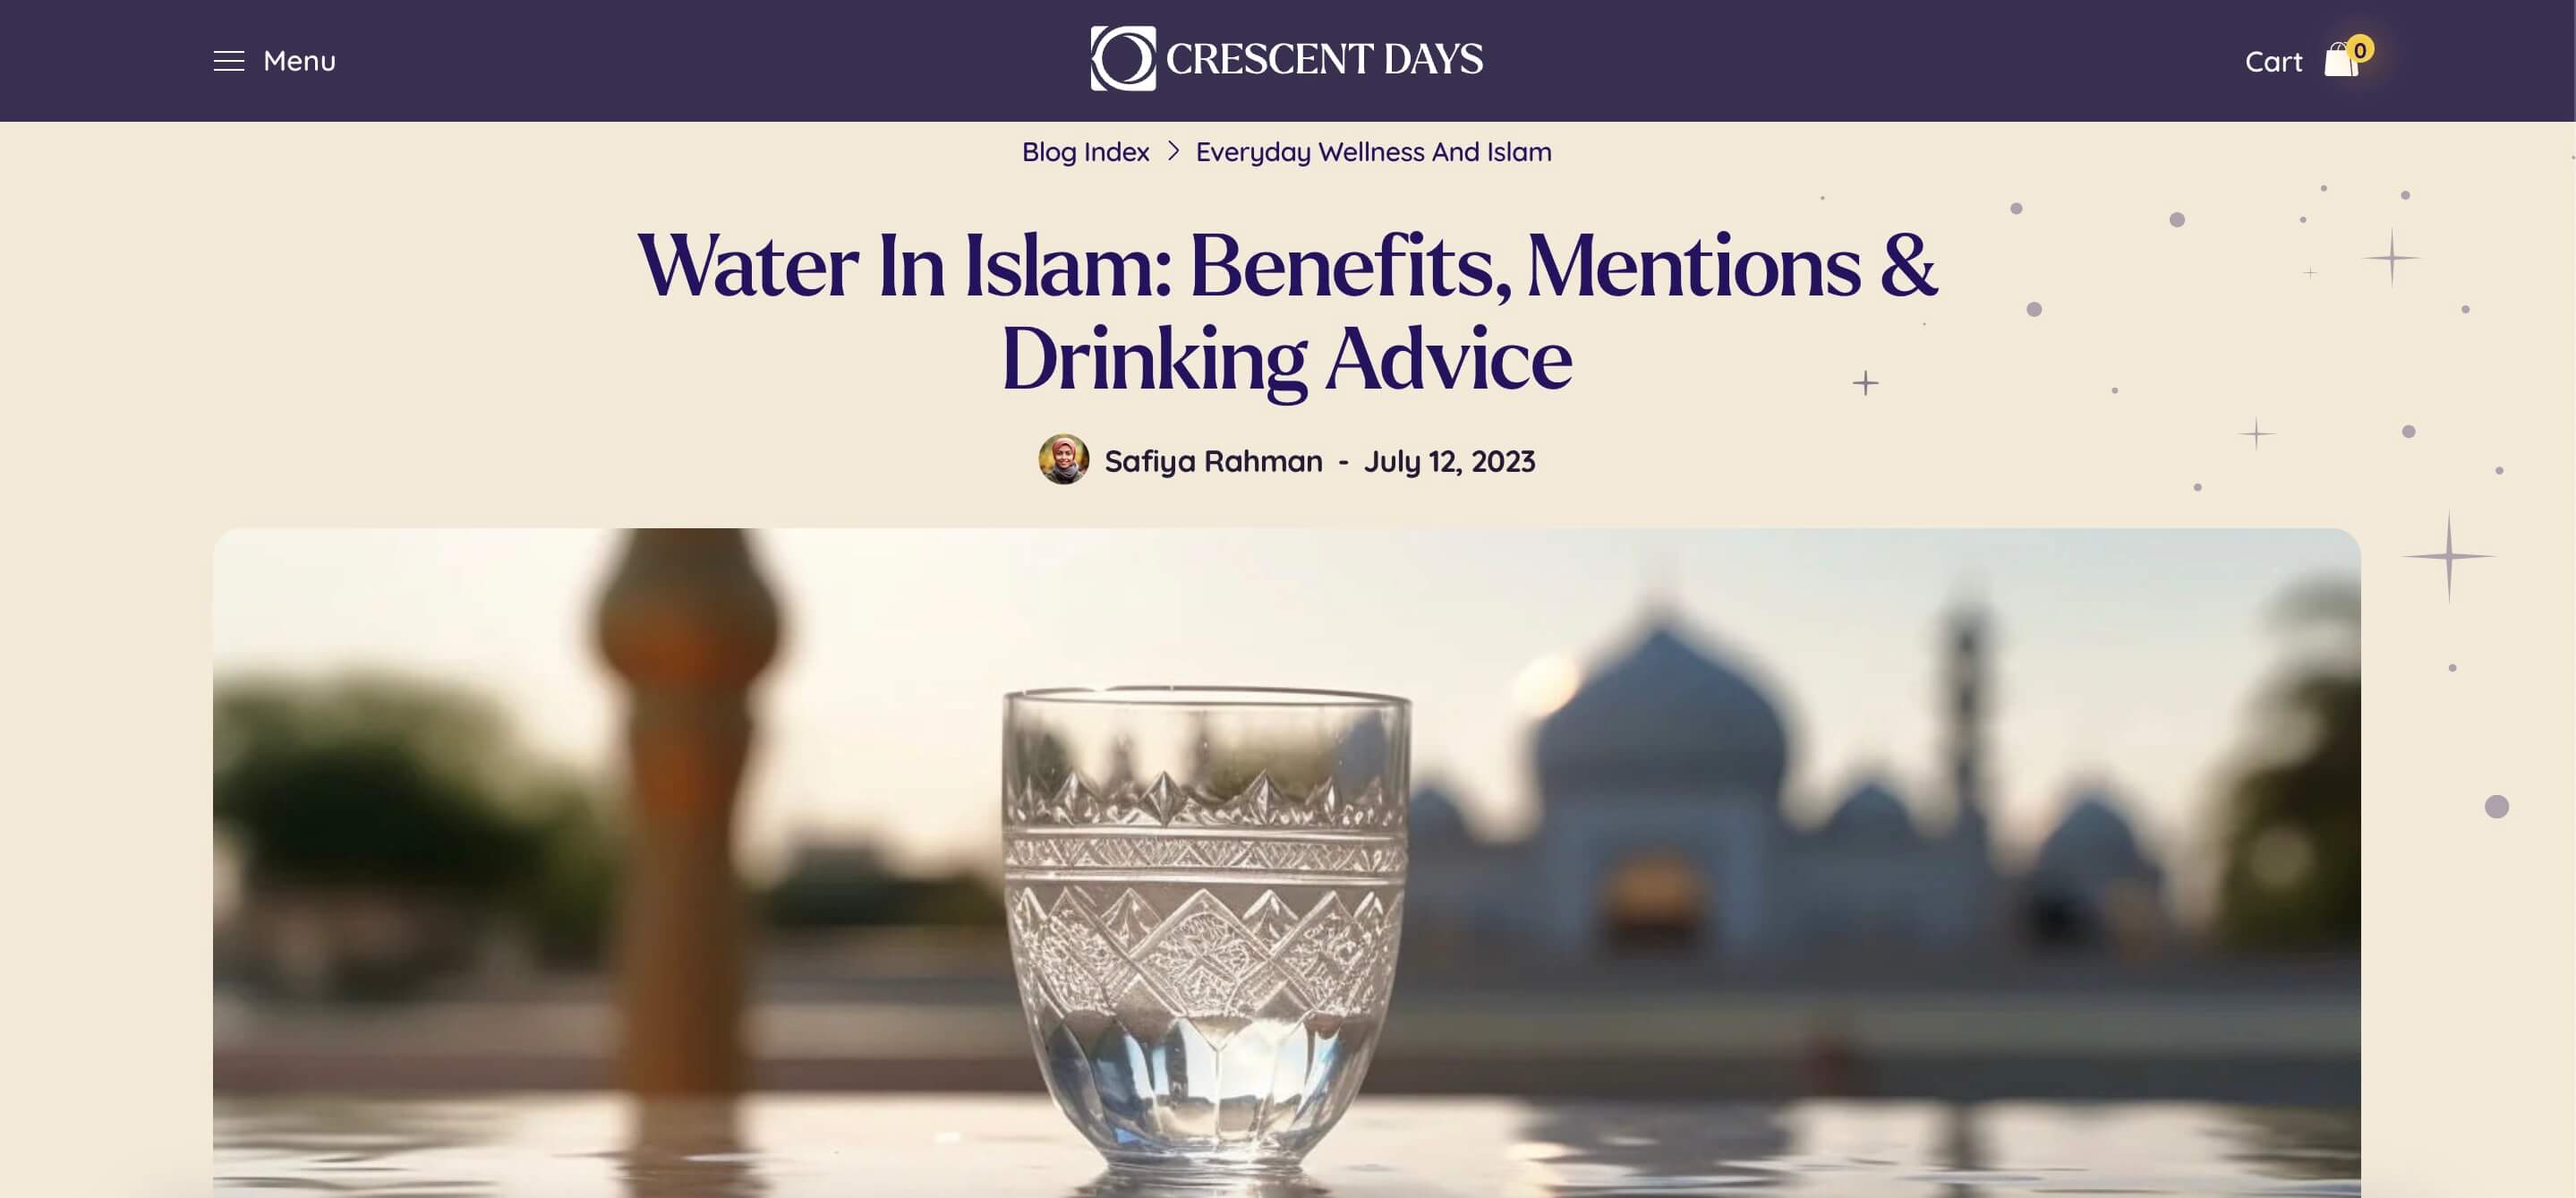 Menu
CRESCENT DAYS
Cart 0
Blog Index > Everyday Wellness And Islam
Water In Islam: Benefits, Mentions &
Drinking Advice
Safiya Rahman - July 12, 2023